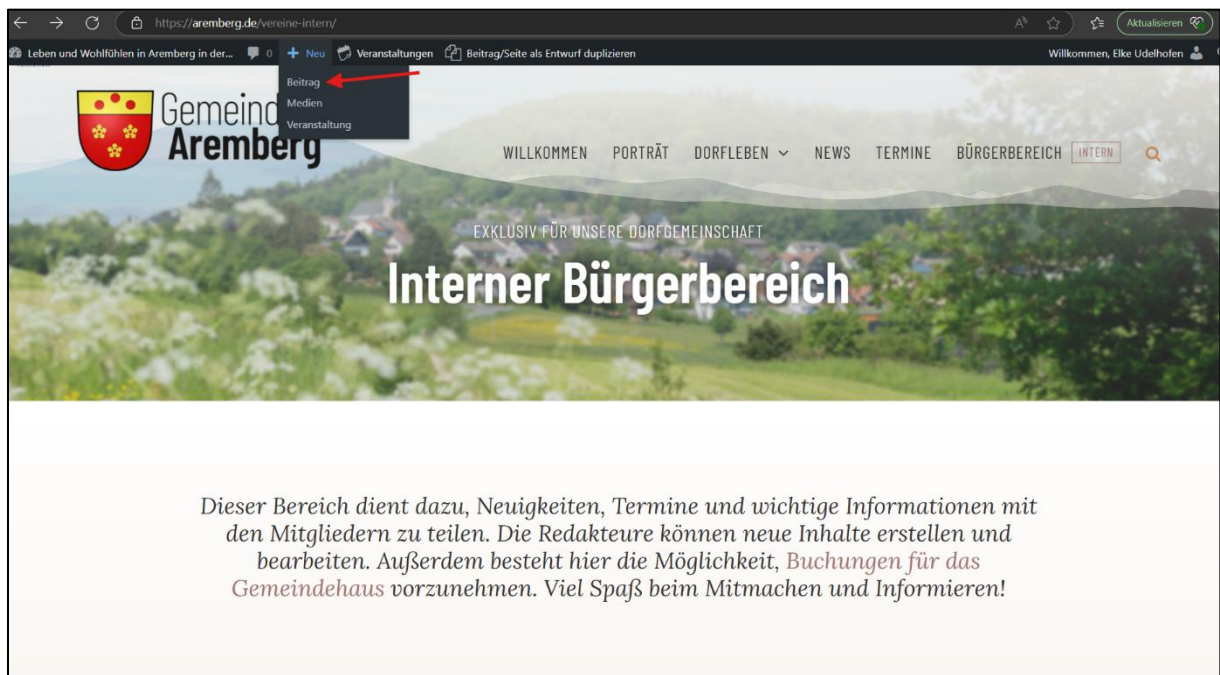 https://aremberg.de/vereine-intern/
Aktualisieren
Leben und Wohlfühlen in Aremberg in der... 0 Neu Veranstaltungen Beitrag/Seite als Entwurf duplizieren Willkommen, Elke Udelhofen
Beitrag
Medien
Veranstaltung
Gemeind
Aremberg
WILLKOMMEN PORTRÄT DORFLEBEN NEWS TERMINE BÜRGERBEREICH INTERN
EXKLUSIV FÜR UNSERE DORFGEMEINSCHAFT
Interner Bürgerbereich
Dieser Bereich dient dazu, Neuigkeiten, Termine und wichtige Informationen mit
den Mitgliedern zu teilen. Die Redakteure können neue Inhalte erstellen und
bearbeiten. Außerdem besteht hier die Möglichkeit, Buchungen für das
Gemeindehaus vorzunehmen. Viel Spaß beim Mitmachen und Informieren!